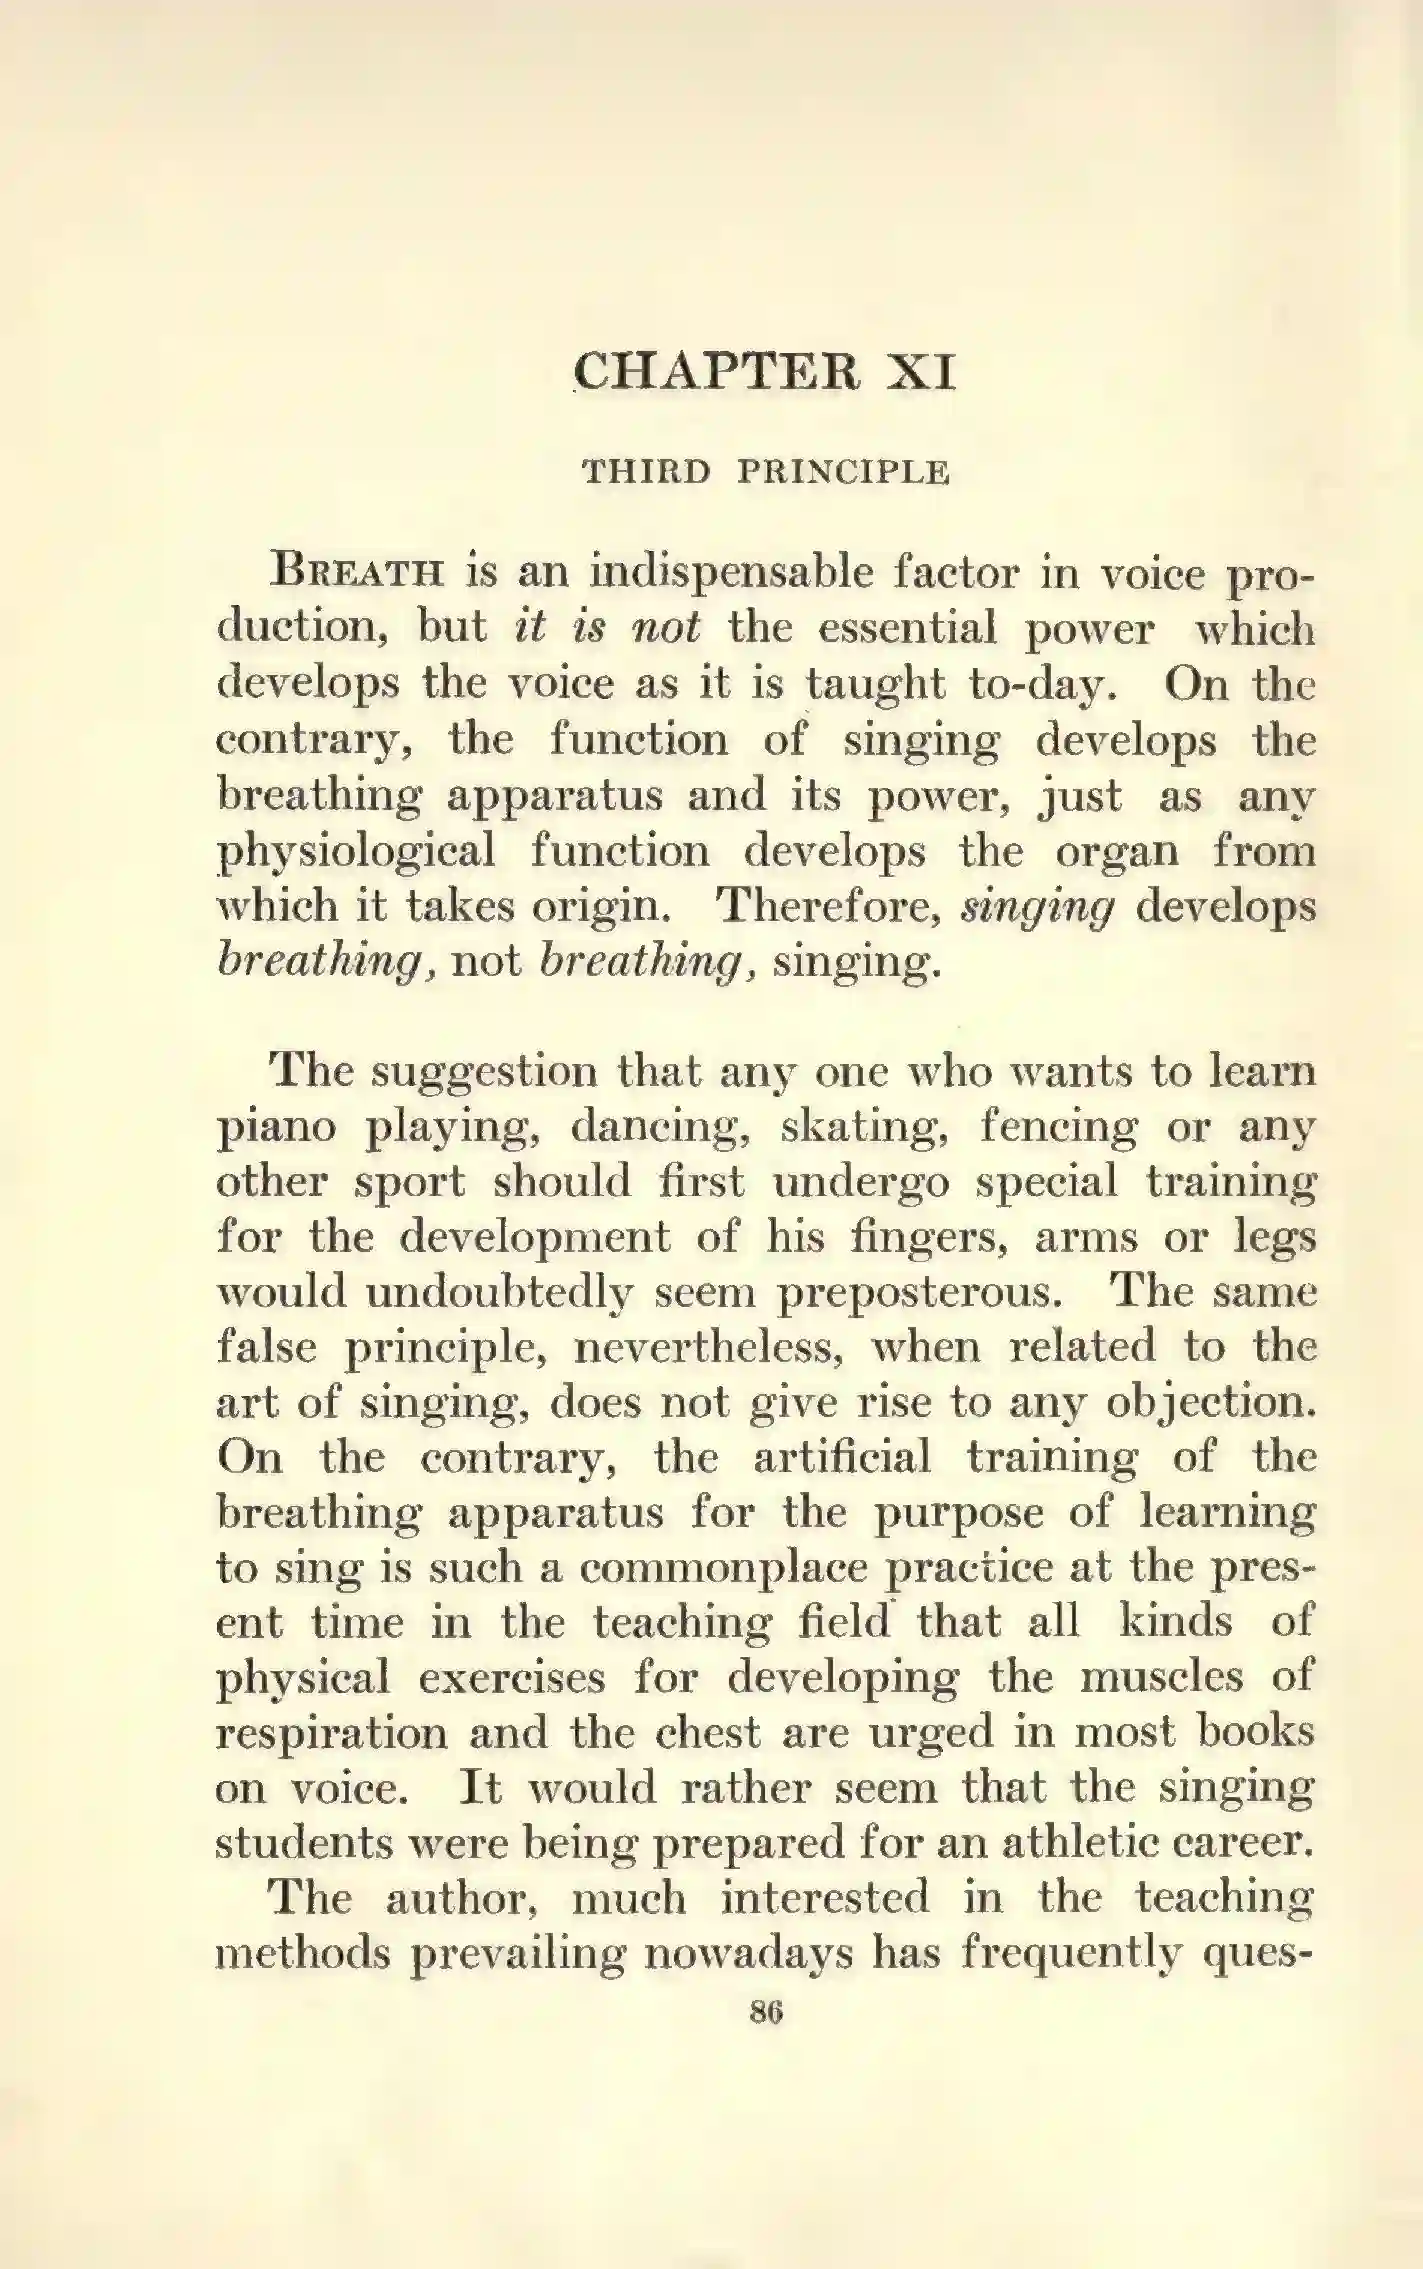 CHAPTER XI
THIRD PRINCIPLE
BREATH is an indispensable factor in voice pro-
duction, but it is not the essential power which
develops the voice as it is taught to-day. On the
contrary, the function of singing develops the
breathing apparatus and its power, just as any
physiological function develops the organ from
which it takes origin. Therefore, singing develops
breathing, not breathing, singing.
The suggestion that any one who wants to learn
piano playing, dancing, skating, fencing or any
other sport should first undergo special training
for the development of his fingers, arms or legs
would undoubtedly seem preposterous. The same
false principle, nevertheless, when related to the
art of singing, does not give rise to any objection.
On the contrary, the artificial training of the
breathing apparatus for the purpose of learning
to sing is such a commonplace practice at the pres-
ent time in the teaching field that all kinds of
physical exercises for developing the muscles of
respiration and the chest are urged in most books
on voice. It would rather seem that the singing
students were being prepared for an athletic career.
The author, much interested in the teaching
methods prevailing nowadays has frequently ques-
86